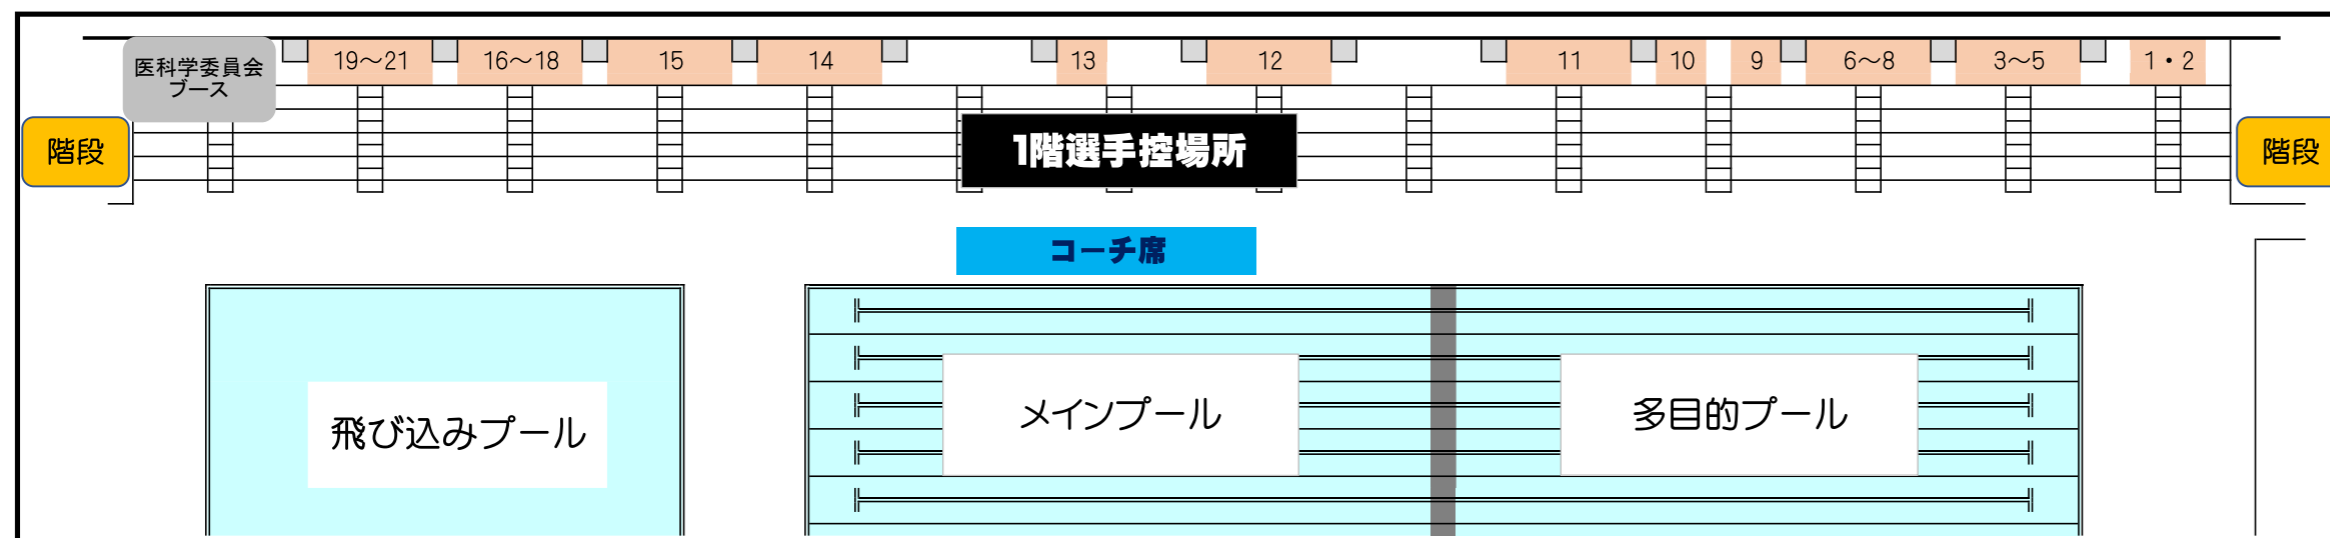 医科学委員会
ブース
19～21
16～18
15
14
13
12
11
10
9
6～8
3～5
1・2
階段
1階選手控場所
階段
コーチ席
飛び込みプール
メインプール
多目的プール